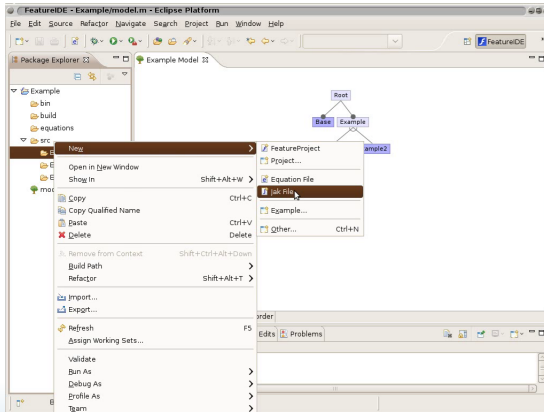 FeatureIDE - Example/model.m - Eclipse Platform
File Edit Source Refactor Navigate Search Project Run Window Help
FeatureIDE
Package Explorer
Example Model
Example
bin
build
equations
src
Root
Base Example
ample2
New
Open in New Window
Show In Shift+Alt+W
Copy Ctrl+C
Copy Qualified Name
Paste Ctrl+V
Delete Delete
Remove from Context Shift+Ctrl+Alt+Down
Build Path
Refactor Shift+Alt+T
Import...
Export...
Refresh F5
Assign Working Sets...
Validate
Run As
Debug As
Profile As
Team
FeatureProject
Project...
Equation File
Jak File
Example...
Other... Ctrl+N
order
Edits Problems